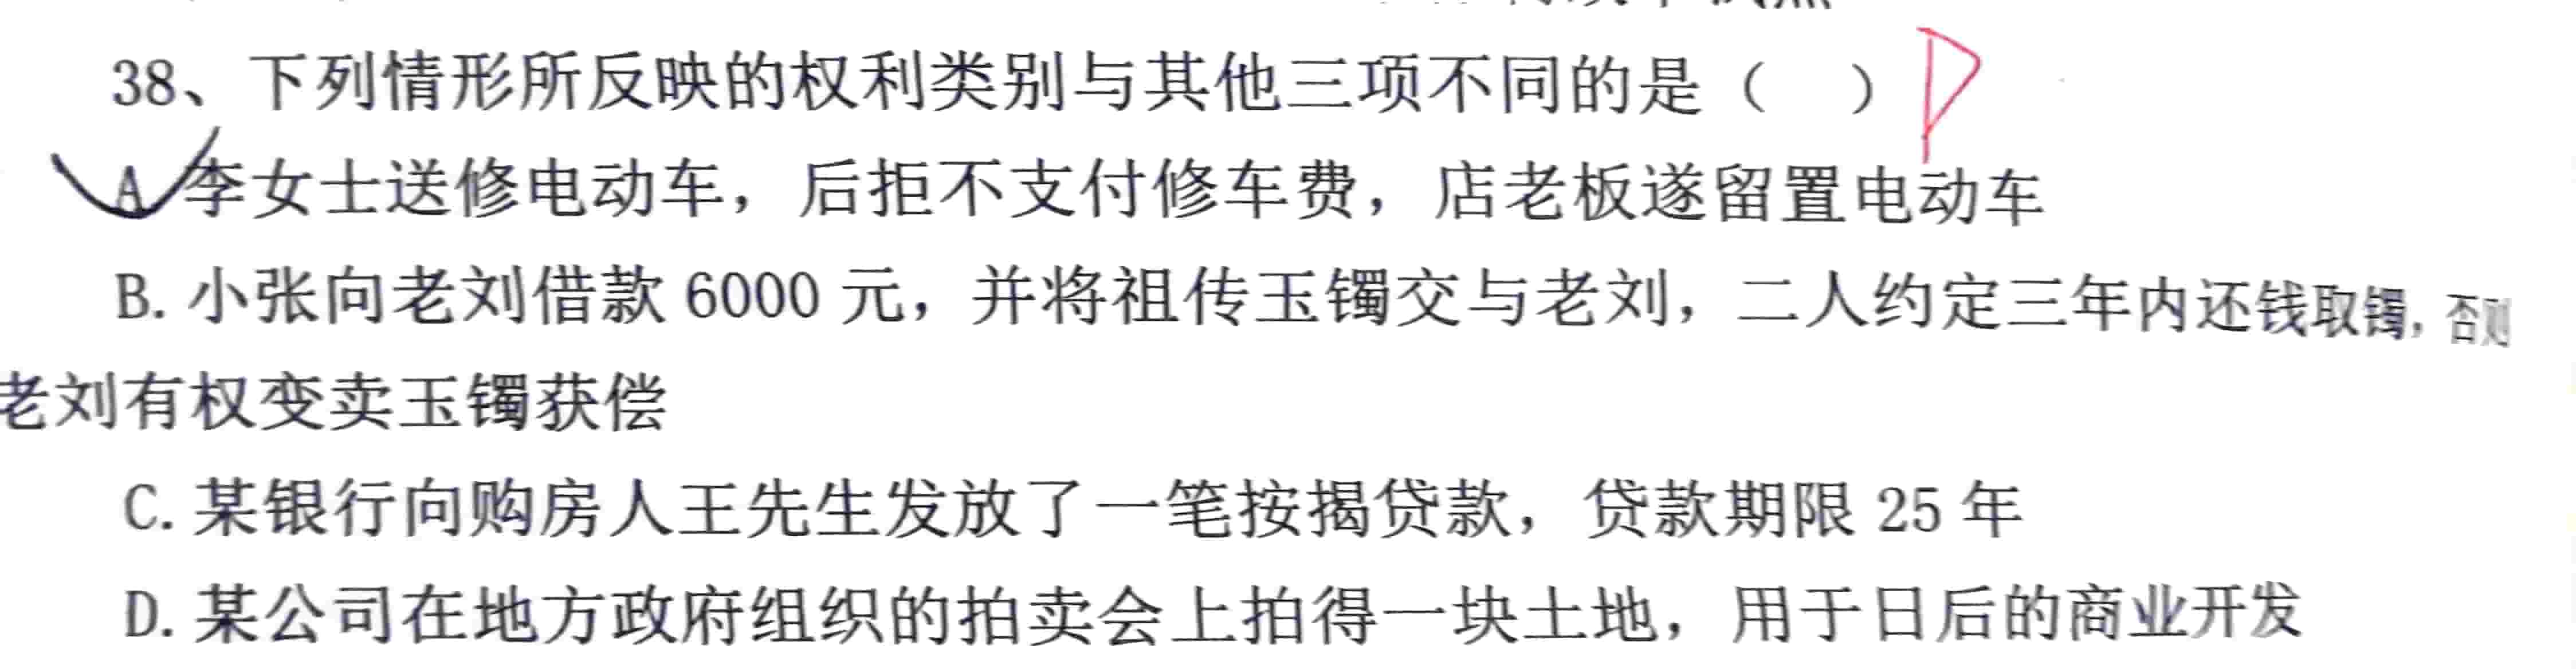 38、下列情形所反映的权利类别与其他三项不同的是（ ） D
A 李女士送修电动车，后拒不支付修车费，店老板遂留置电动车
B. 小张向老刘借款 6000 元，并将祖传玉镯交与老刘，二人约定三年内还钱取镯，否则
老刘有权变卖玉镯获偿
C. 某银行向购房人王先生发放了一笔按揭贷款，贷款期限 25 年
D. 某公司在地方政府组织的拍卖会上拍得一块土地，用于日后的商业开发